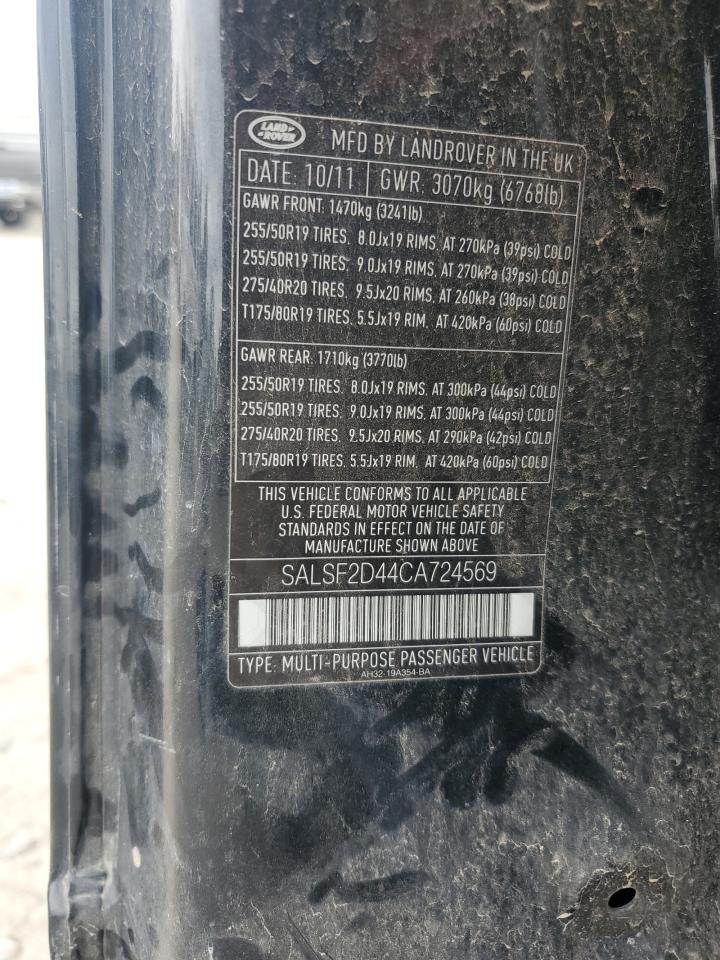 LAND ROVER
MFD BY LANDROVER IN THE UK
DATE: 10/11 GWR. 3070kg (6768lb)
GAWR FRONT: 1470kg (3241lb)
255/50R19 TIRES, 8.0Jx19 RIMS, AT 270kPa (39psi) COLD
255/50R19 TIRES, 9.0Jx19 RIMS, AT 270kPa (39psi) COLD
275/40R20 TIRES, 9.5Jx20 RIMS, AT 260kPa (38psi) COLD
T175/80R19 TIRES, 5.5Jx19 RIM, AT 420kPa (60psi) COLD
GAWR REAR: 1710kg (3770lb)
255/50R19 TIRES, 8.0Jx19 RIMS, AT 300kPa (44psi) COLD
255/50R19 TIRES, 9.0Jx19 RIMS, AT 300kPa (44psi) COLD
275/40R20 TIRES, 9.5Jx20 RIMS, AT 290kPa (42psi) COLD
T175/80R19 TIRES, 5.5Jx19 RIM, AT 420kPa (60psi) COLD
THIS VEHICLE CONFORMS TO ALL APPLICABLE
U.S. FEDERAL MOTOR VEHICLE SAFETY
STANDARDS IN EFFECT ON THE DATE OF
MANUFACTURE SHOWN ABOVE
SALSF2D44CA724569
TYPE: MULTI-PURPOSE PASSENGER VEHICLE
AH32-19A354-BA